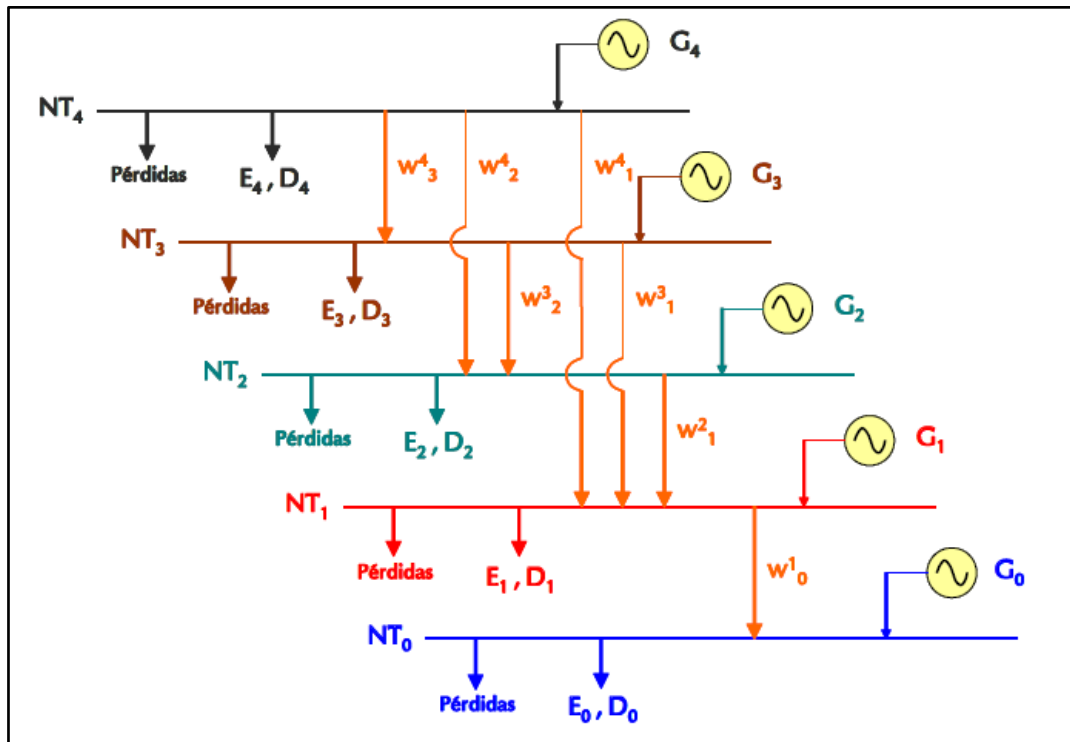 G₄
NT₄
Pérdidas
E₄ , D₄
w⁴₃
w⁴₂
w⁴₁
G₃
NT₃
Pérdidas
E₃ , D₃
w³₂
w³₁
G₂
NT₂
Pérdidas
E₂ , D₂
w²₁
G₁
NT₁
Pérdidas
E₁ , D₁
w¹₀
G₀
NT₀
Pérdidas
E₀ , D₀